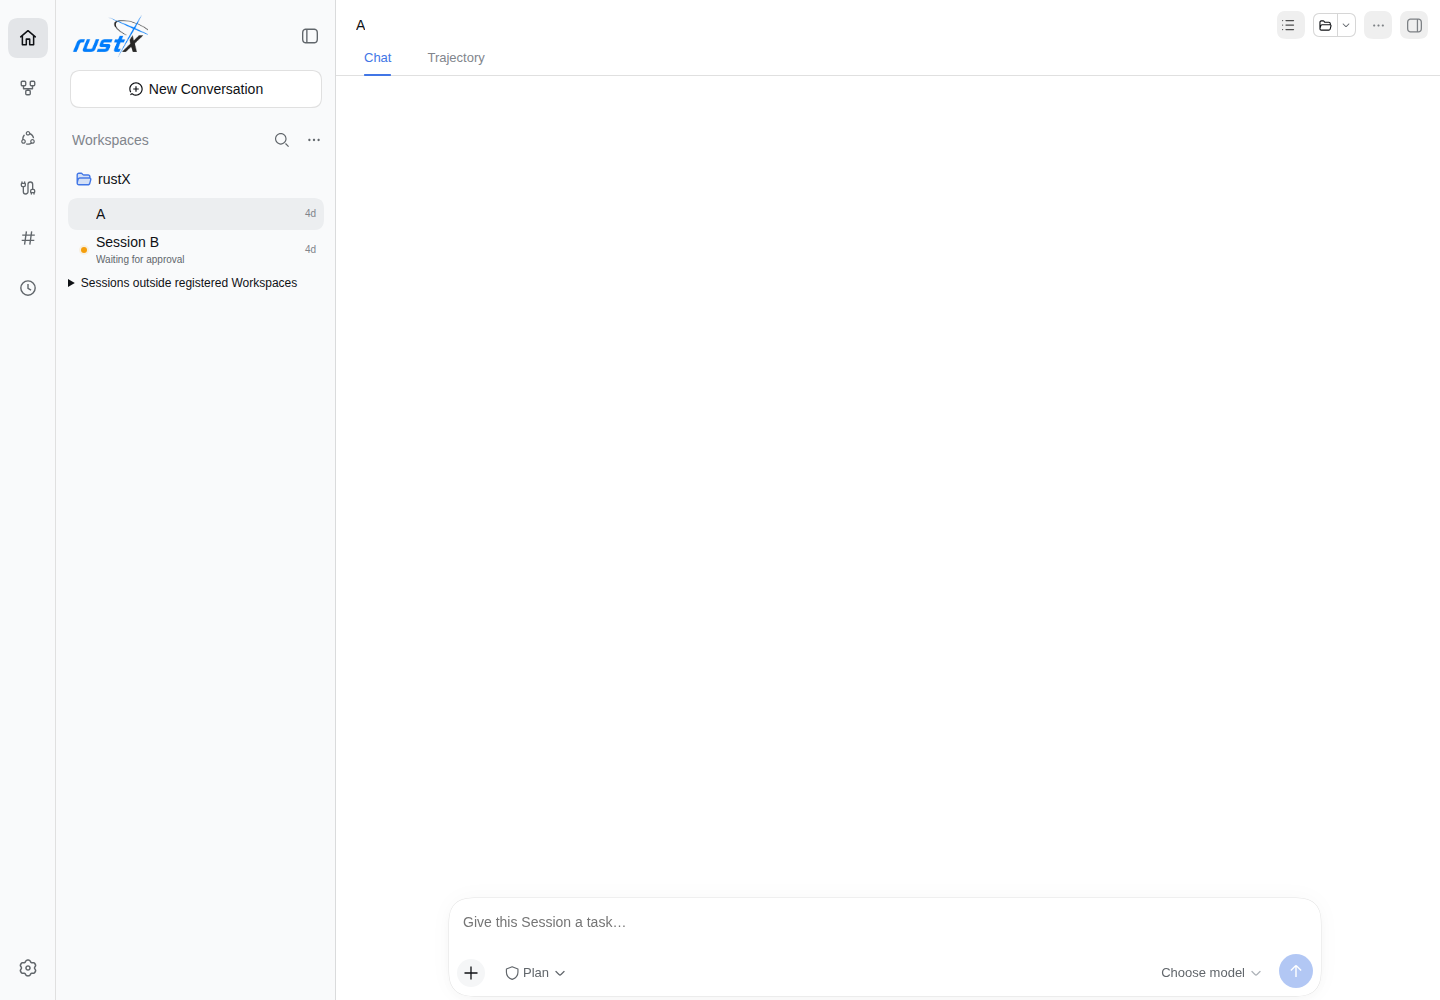 rustX
New Conversation
Workspaces
rustX
A 4d
Session B 4d
Waiting for approval
Sessions outside registered Workspaces
A
Chat Trajectory
Give this Session a task…
Plan Choose model